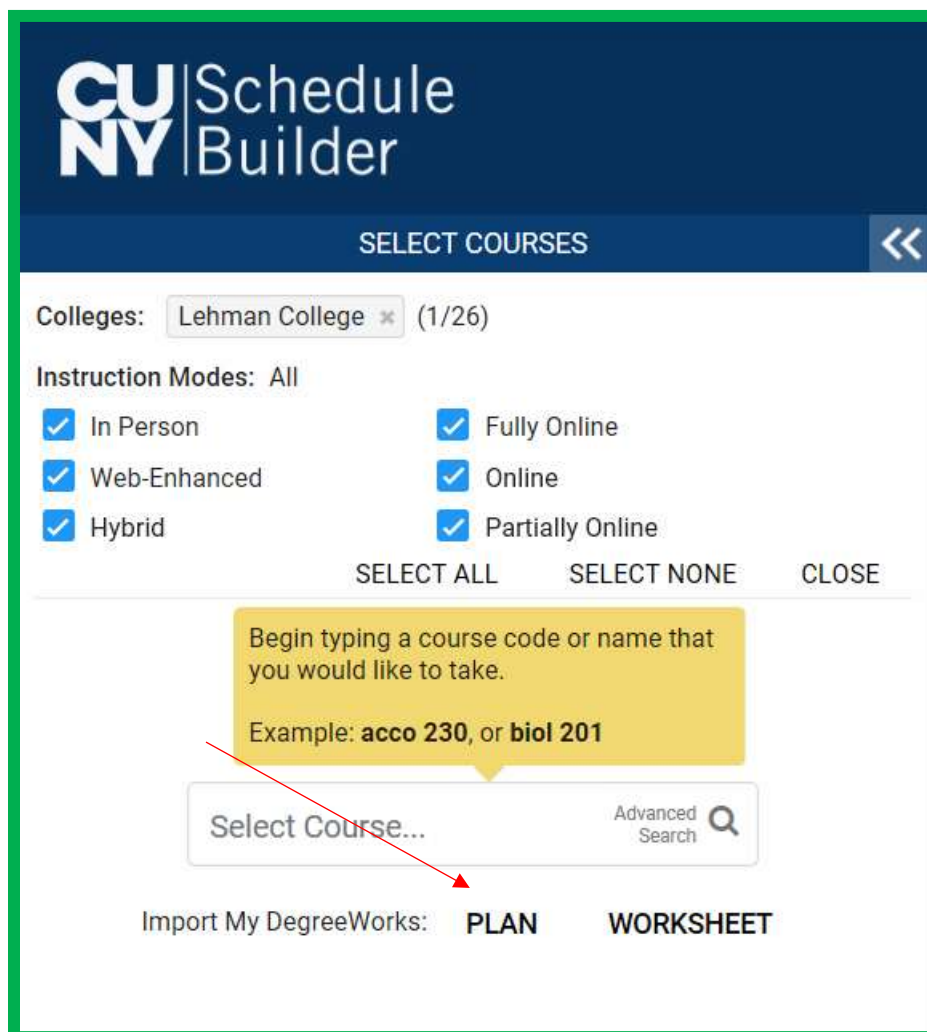 CUNY Schedule Builder
SELECT COURSES
Colleges: Lehman College × (1/26)
Instruction Modes: All
In Person
Fully Online
Web-Enhanced
Online
Hybrid
Partially Online
SELECT ALL SELECT NONE CLOSE
Begin typing a course code or name that
you would like to take.
Example: acco 230, or biol 201
Select Course...
Advanced
Search
Import My DegreeWorks: PLAN WORKSHEET